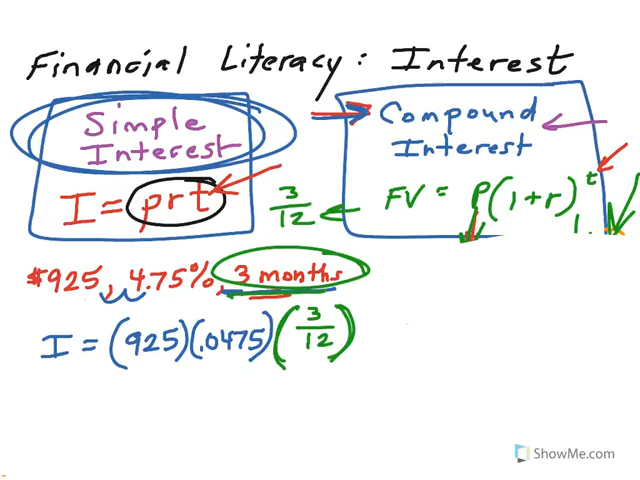 Financial Literacy: Interest
Simple
Interest
I = prt
3/12
Compound
Interest
FV = p(1+r)^t
1.
$925, 4.75%, 3 months
I = (925)(.0475)(3/12)
ShowMe.com